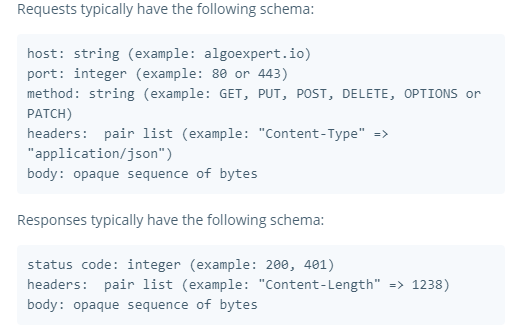 Requests typically have the following schema:
host: string (example: algoexpert.io)
port: integer (example: 80 or 443)
method: string (example: GET, PUT, POST, DELETE, OPTIONS or
PATCH)
headers:  pair list (example: "Content-Type" =>
"application/json")
body: opaque sequence of bytes
Responses typically have the following schema:
status code: integer (example: 200, 401)
headers:  pair list (example: "Content-Length" => 1238)
body: opaque sequence of bytes